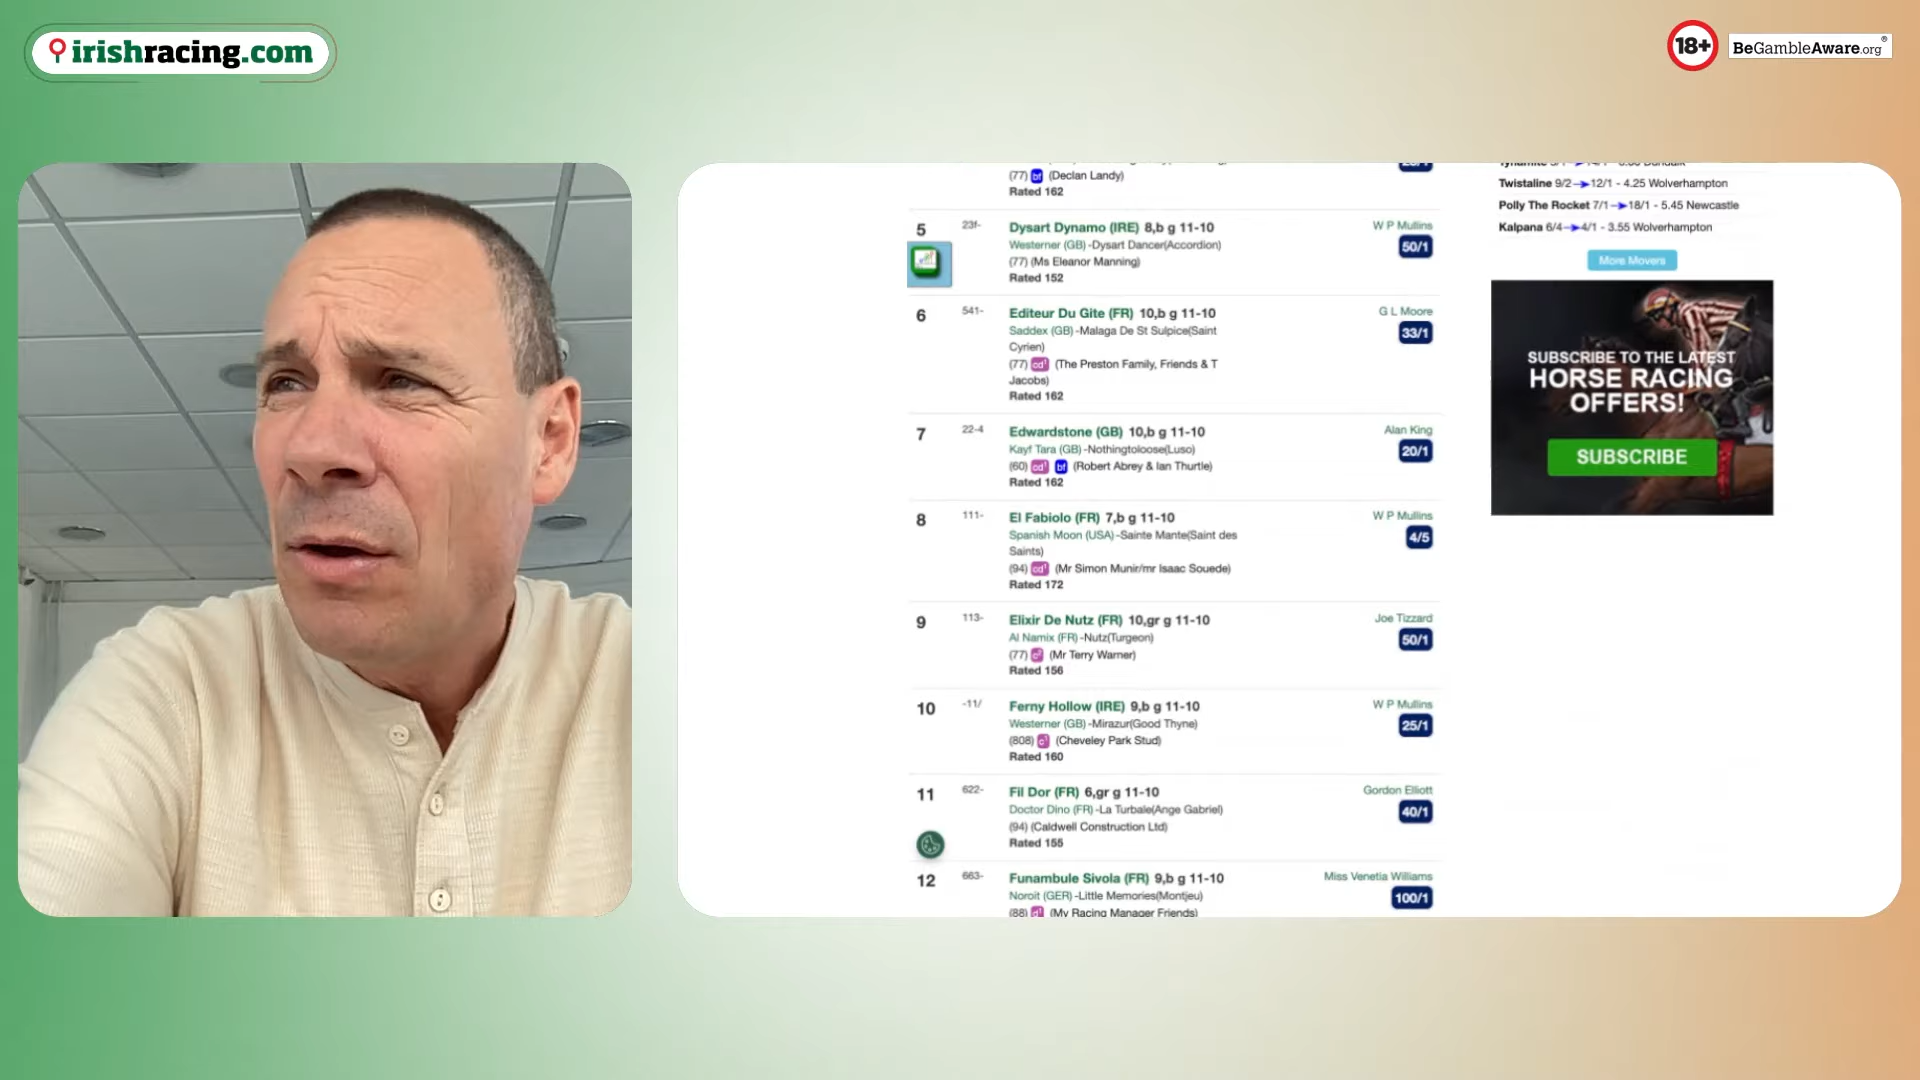 irishracing.com
18+
BeGambleAware.org®
(77) bf (Declan Landy)
Rated 162
5 23f- Dysart Dynamo (IRE) 8,b g 11-10 W P Mullins
Westerner (GB) -Dysart Dancer(Accordion) 50/1
(77) (Ms Eleanor Manning)
Rated 152
6 541- Editeur Du Gite (FR) 10,b g 11-10 G L Moore
Saddex (GB) -Malaga De St Sulpice(Saint 33/1
Cyrien)
(77) cd¹ (The Preston Family, Friends & T
Jacobs)
Rated 162
7 22-4 Edwardstone (GB) 10,b g 11-10 Alan King
Kayf Tara (GB) -Nothingtoloose(Luso) 20/1
(60) cd¹ bf (Robert Abrey & Ian Thurtle)
Rated 162
8 111- El Fabiolo (FR) 7,b g 11-10 W P Mullins
Spanish Moon (USA) -Sainte Mante(Saint des 4/5
Saints)
(94) cd¹ (Mr Simon Munir/mr Isaac Souede)
Rated 172
9 113- Elixir De Nutz (FR) 10,gr g 11-10 Joe Tizzard
Al Namix (FR) -Nutz(Turgeon) 50/1
(77) c² (Mr Terry Warner)
Rated 156
10 -11/ Ferny Hollow (IRE) 9,b g 11-10 W P Mullins
Westerner (GB) -Mirazur(Good Thyne) 25/1
(808) c¹ (Cheveley Park Stud)
Rated 160
11 622- Fil Dor (FR) 6,gr g 11-10 Gordon Elliott
Doctor Dino (FR) -La Turbale(Ange Gabriel) 40/1
(94) (Caldwell Construction Ltd)
Rated 155
12 663- Funambule Sivola (FR) 9,b g 11-10 Miss Venetia Williams
Noroit (GER) -Little Memories(Montjeu) 100/1
(88) (My Racing Manager Friends)
Twistaline 9/2 12/1 - 4.25 Wolverhampton
Polly The Rocket 7/1 18/1 - 5.45 Newcastle
Kalpana 6/4 4/1 - 3.55 Wolverhampton
More Movers
SUBSCRIBE TO THE LATEST
HORSE RACING
OFFERS!
SUBSCRIBE